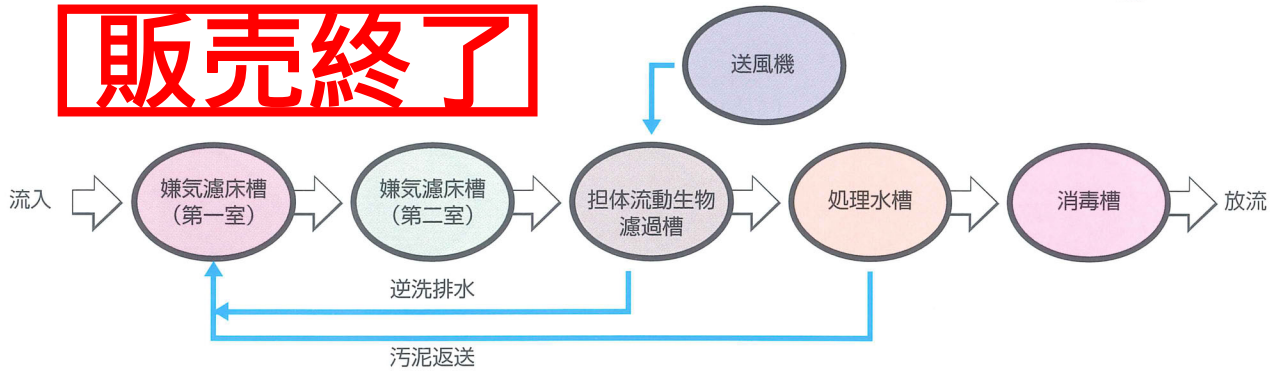 販売終了
送風機
流入
嫌気濾床槽
（第一室）
嫌気濾床槽
（第二室）
担体流動生物
濾過槽
処理水槽
消毒槽
放流
逆洗排水
汚泥返送